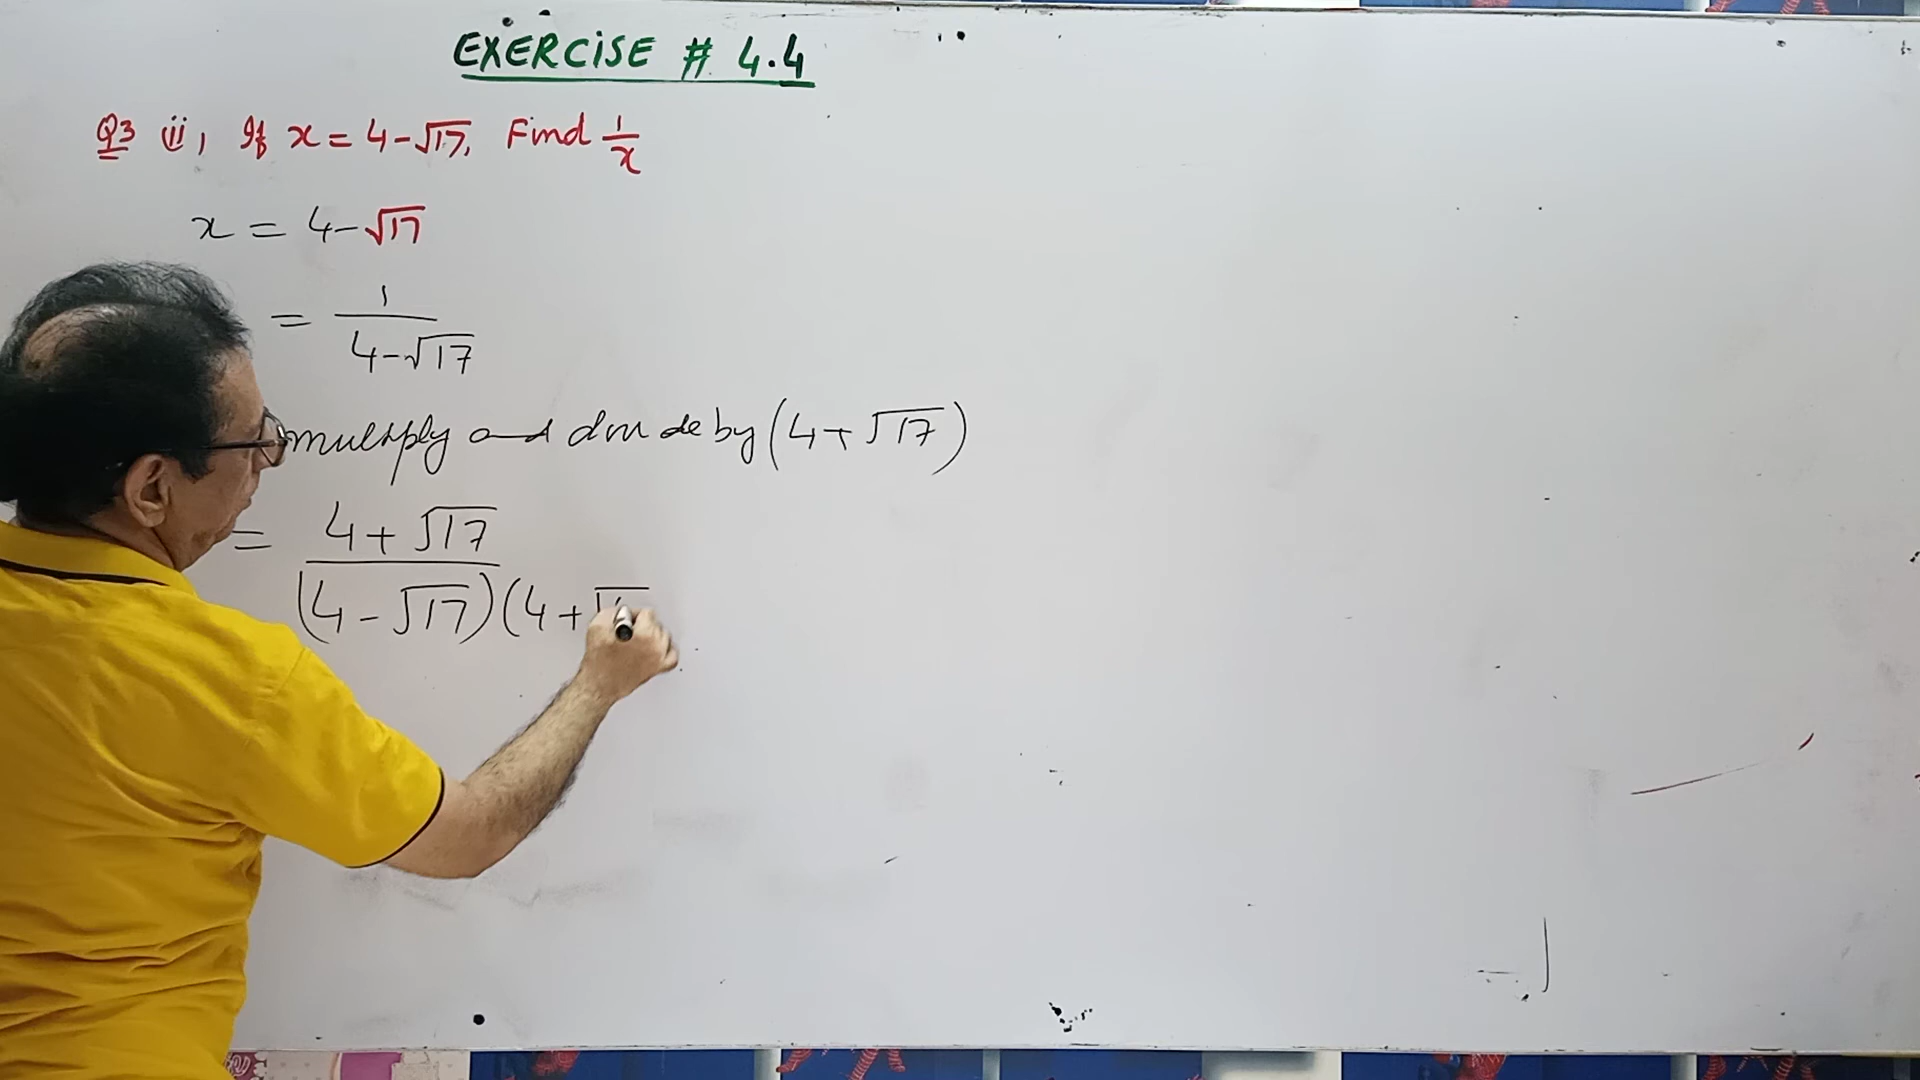 EXERCISE # 4.4
Q3 ii, If x = 4-√17, Find 1/x
x = 4-√17
= 1/(4-√17)
multiply and divide by (4+√17)
= (4+√17)/((4-√17)(4+√